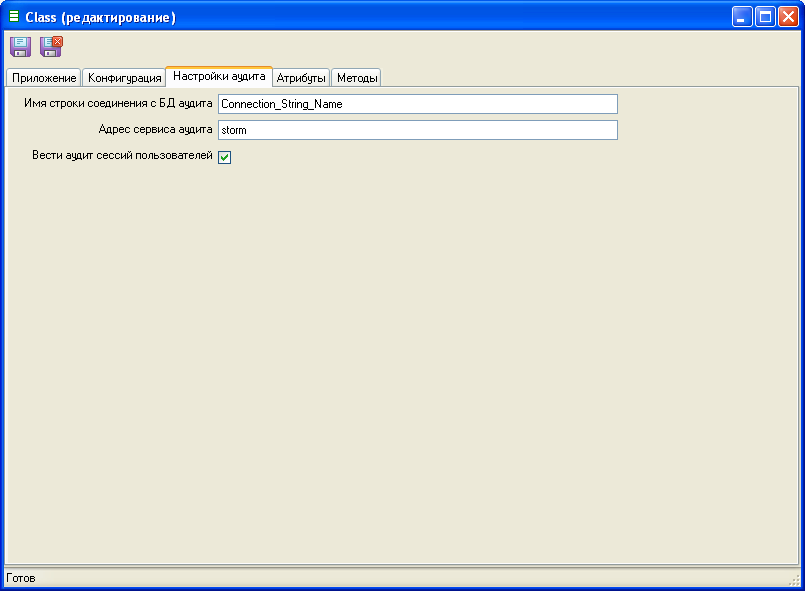 Class (редактирование)
Приложение Конфигурация Настройки аудита Атрибуты Методы
Имя строки соединения с БД аудита Connection_String_Name
Адрес сервиса аудита storm
Вести аудит сессий пользователей
Готов